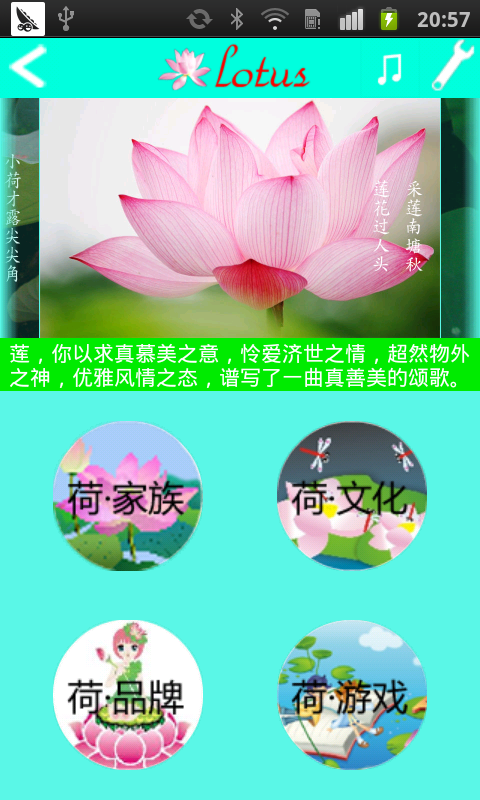 20:57
Lotus
小荷才露尖尖角
采莲南塘秋
莲花过人头
莲，你以求真慕美之意，怜爱济世之情，超然物外
之神，优雅风情之态，谱写了一曲真善美的颂歌。
荷·家族
荷·文化
荷·品牌
荷·游戏